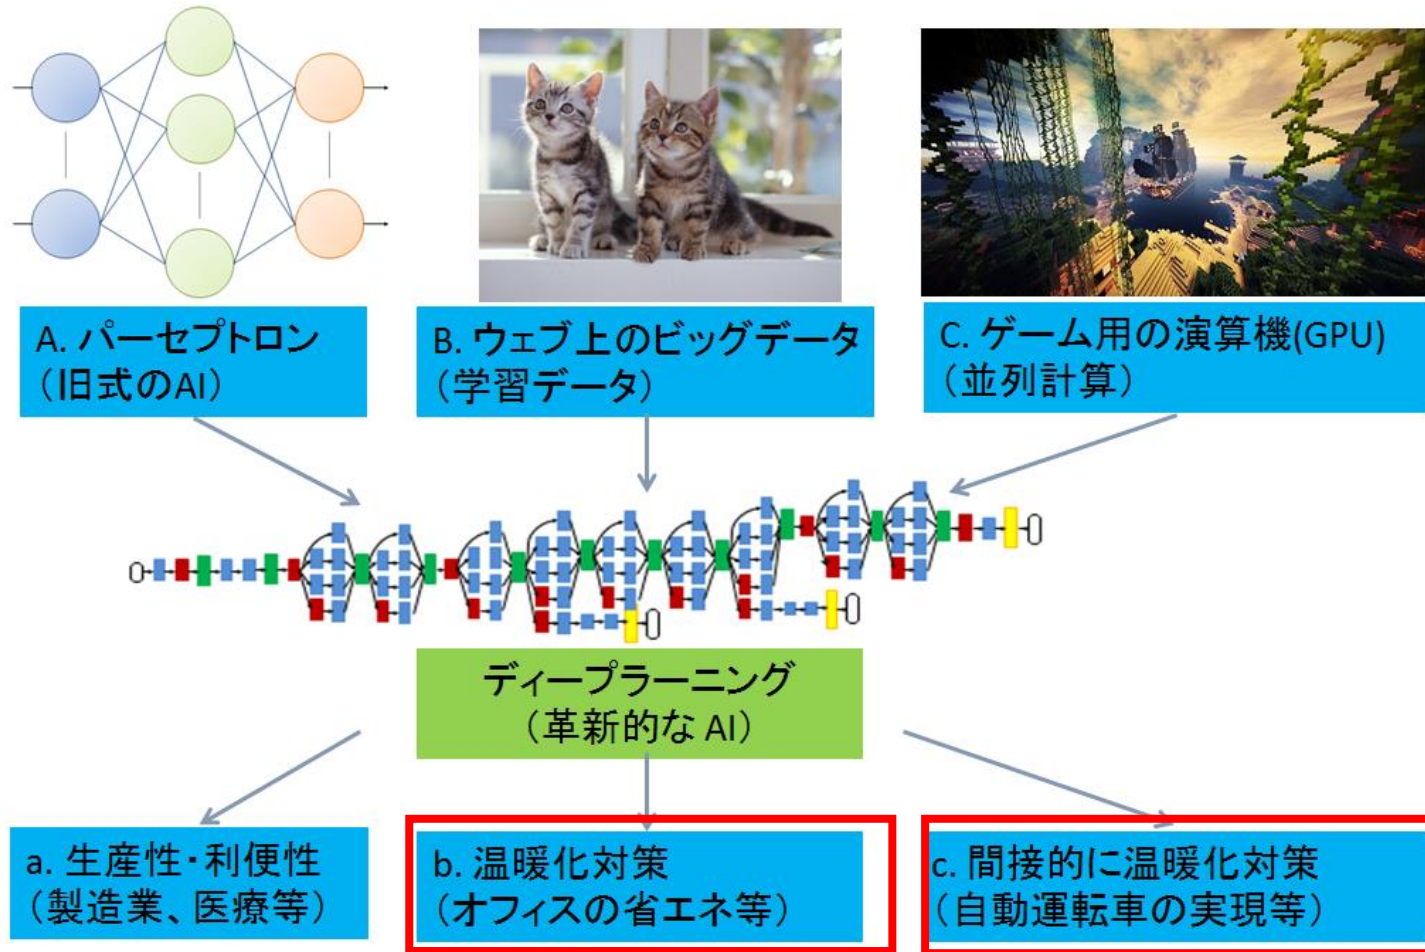 A. パーセプトロン
（旧式のAI）
B. ウェブ上のビッグデータ
（学習データ）
C. ゲーム用の演算機(GPU)
（並列計算）
ディープラーニング
（革新的な AI）
a. 生産性・利便性
（製造業、医療等）
b. 温暖化対策
（オフィスの省エネ等）
c. 間接的に温暖化対策
（自動運転車の実現等）